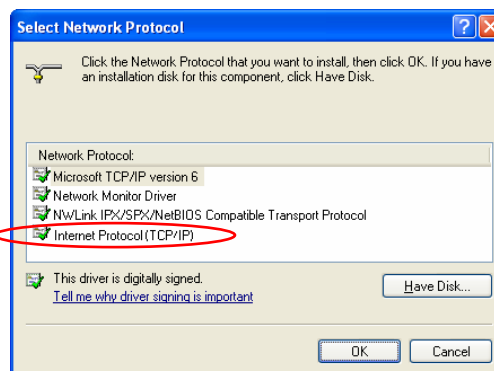 Select Network Protocol
Click the Network Protocol that you want to install, then click OK. If you have
an installation disk for this component, click Have Disk.
Network Protocol:
Microsoft TCP/IP version 6
Network Monitor Driver
NWLink IPX/SPX/NetBIOS Compatible Transport Protocol
Internet Protocol (TCP/IP)
This driver is digitally signed.
Tell me why driver signing is important
Have Disk...
OK
Cancel